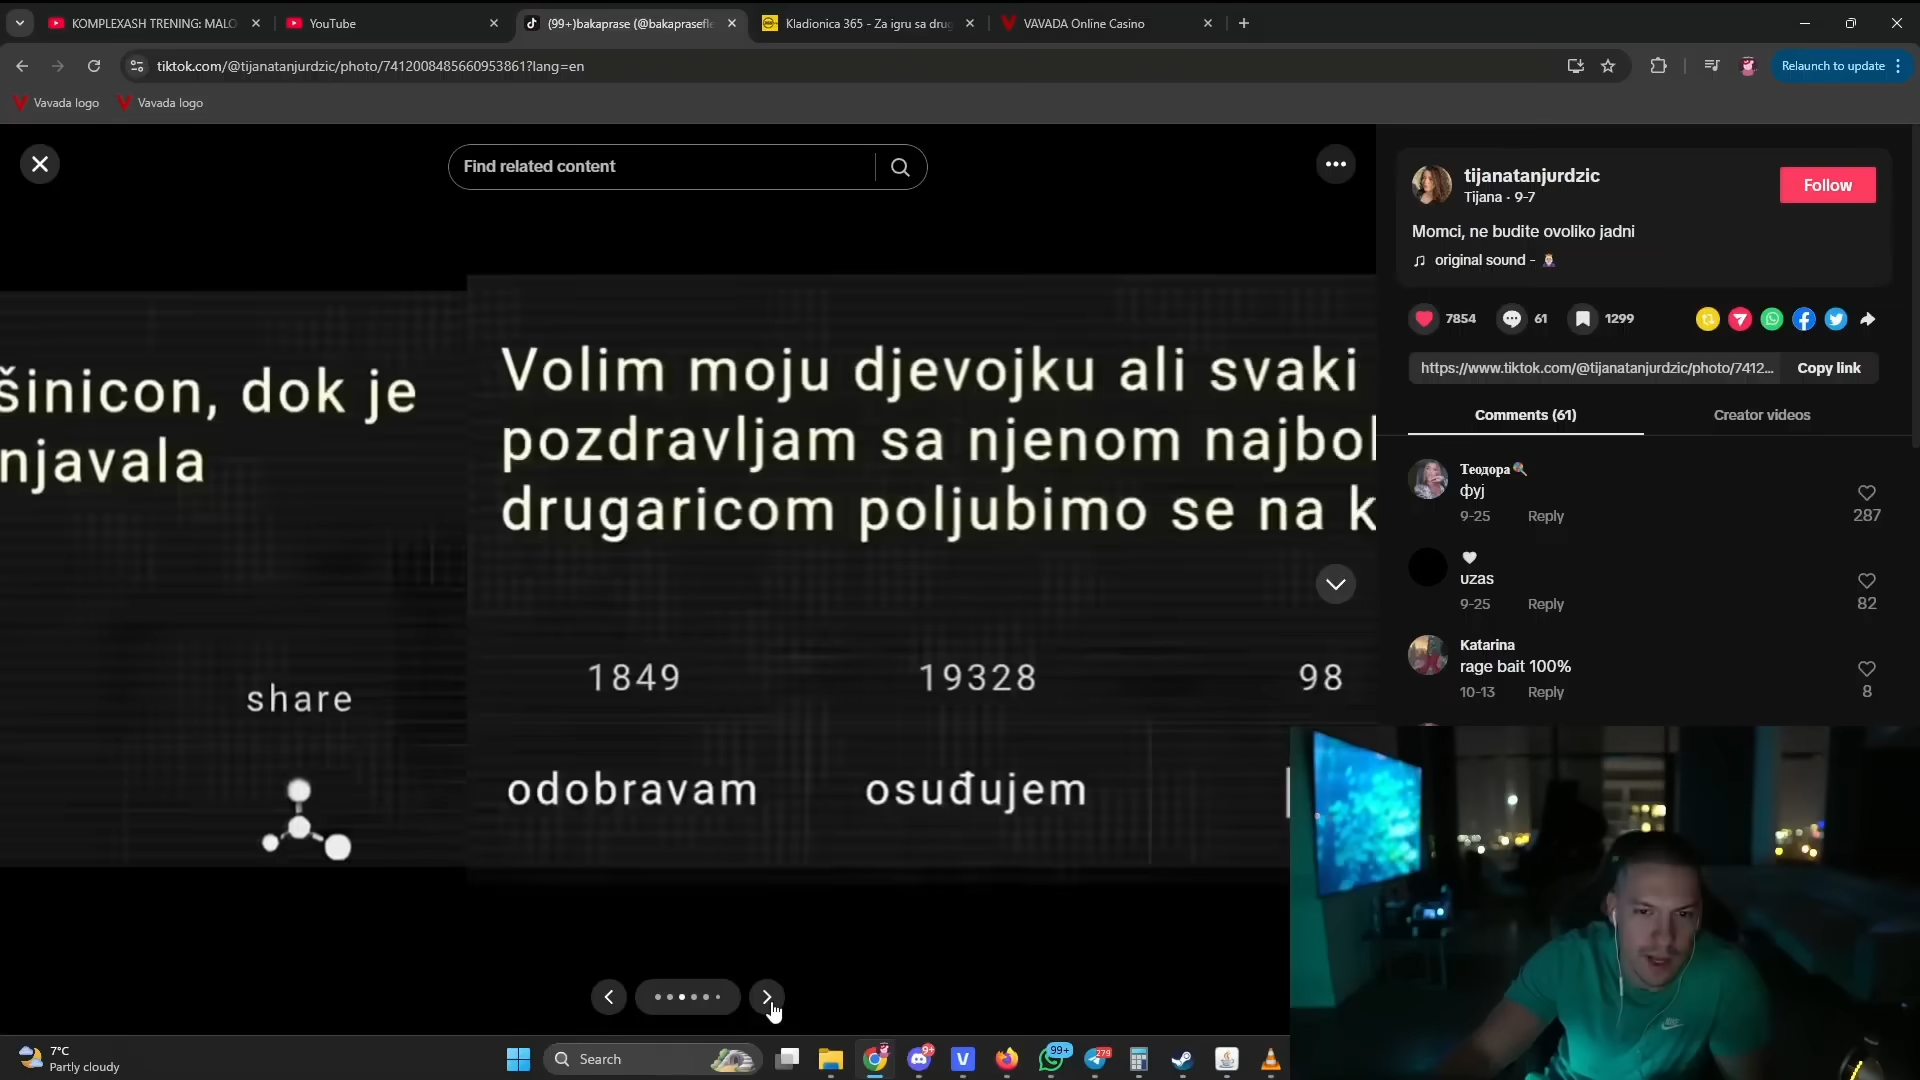 KOMPLEXASH TRENING: MALO
YouTube
(99+)bakaprase (@bakaprasefle
Kladionica 365 - Za igru sa drug
VAVADA Online Casino
tiktok.com/@tijanatanjurdzic/photo/7412008485660953861?lang=en
Relaunch to update
Vavada logo
Vavada logo
Find related content
šinicon, dok je
njavala
share
Volim moju djevojku ali svaki
pozdravljam sa njenom najbol
drugaricom poljubimo se na k
1849
19328
98
odobravam
osuđujem
tijanatanjurdzic
Tijana · 9-7
Follow
Momci, ne budite ovoliko jadni
original sound -
7854
61
1299
https://www.tiktok.com/@tijanatanjurdzic/photo/7412...
Copy link
Comments (61)
Creator videos
Теодора
фуј
9-25
Reply
287
uzas
9-25
Reply
82
Katarina
rage bait 100%
10-13
Reply
8
7°C
Partly cloudy
Search
9+
V
99+
279